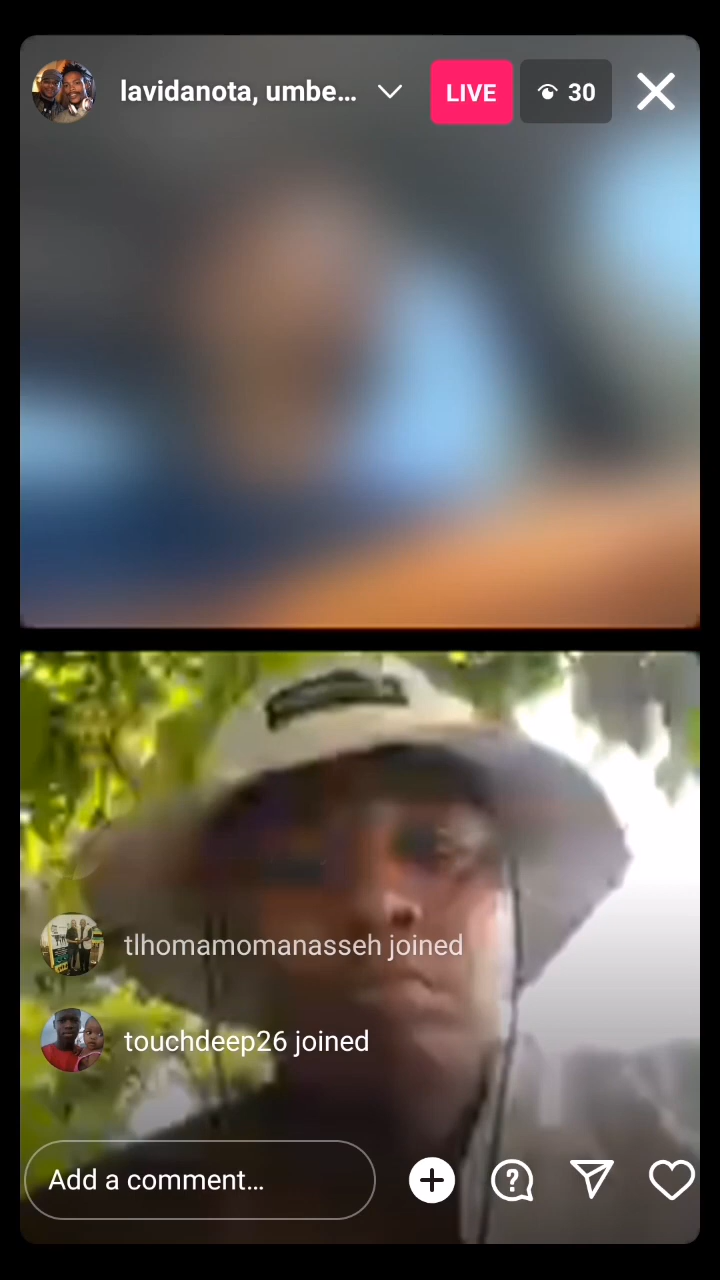 lavidanota, umbe...
LIVE
30
tlhomamomanasseh joined
touchdeep26 joined
Add a comment...